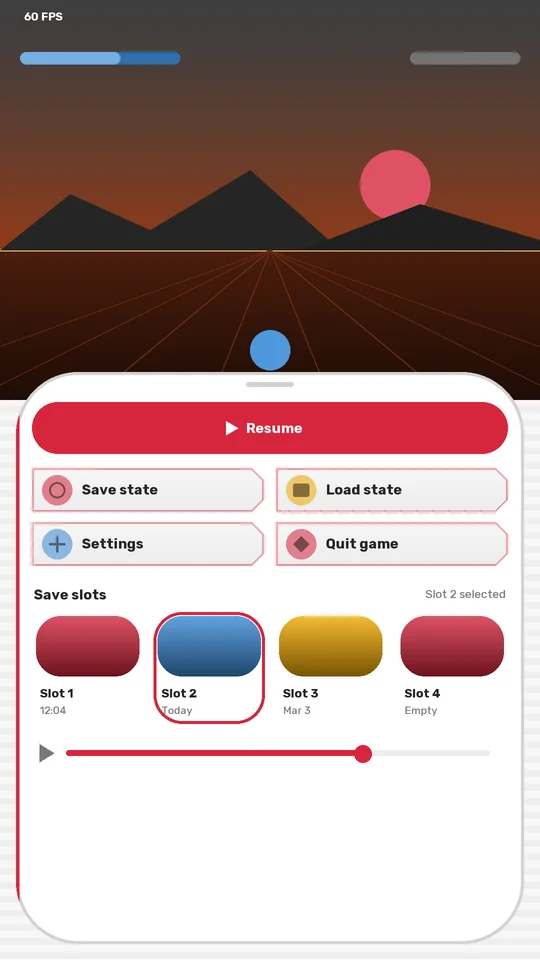 60 FPS
Resume
Save state
Load state
Settings
Quit game
Save slots
Slot 2 selected
Slot 1
Slot 2
Slot 3
Slot 4
12:04
Today
Mar 3
Empty